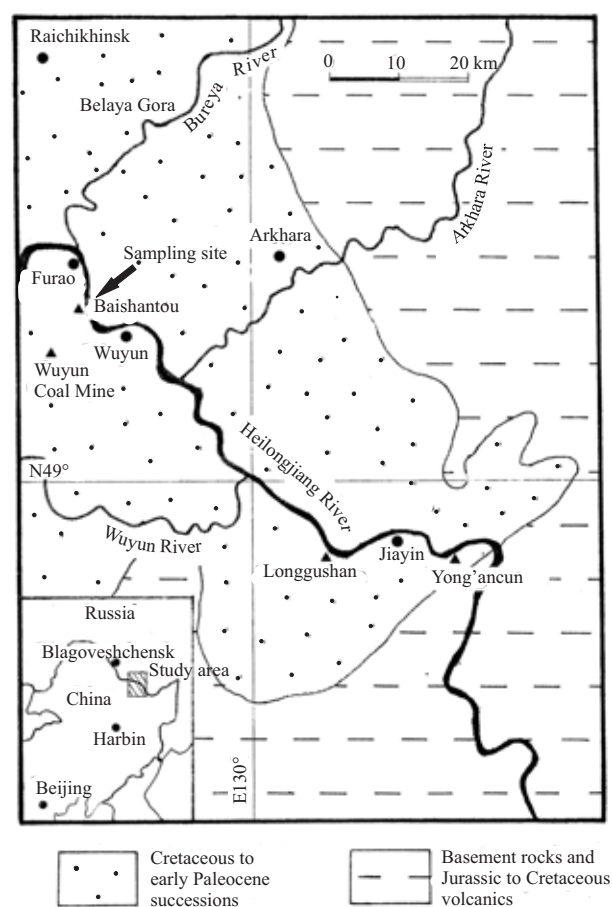 Raichikhinsk
0 10 20 km
Belaya Gora
Bureya River
Arkhara River
Arkhara
Sampling site
Furao
Baishantou
Wuyun
Wuyun
Coal Mine
Heilongjiang River
N49°
Wuyun River
Longgushan
Jiayin
Yong'ancun
Russia
Blagoveshchensk
Study area
China
Harbin
Beijing
E130°
Cretaceous to
early Paleocene
successions
Basement rocks and
Jurassic to Cretaceous
volcanics